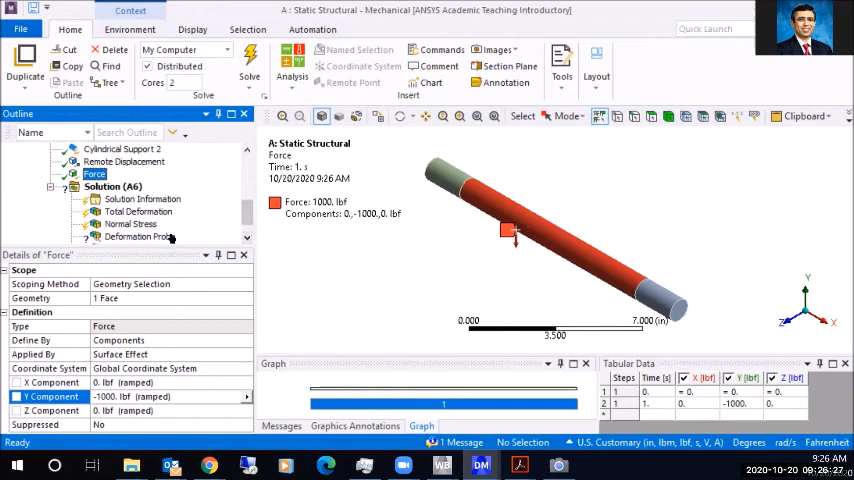 Context
A : Static Structural - Mechanical [ANSYS Academic Teaching Introductory]
File
Home
Environment
Display
Selection
Automation
Quick Launch
Duplicate
Cut
Copy
Paste
Delete
Find
Tree
Outline
My Computer
Distributed
Cores 2
Solve
Solve
Analysis
Named Selection
Coordinate System
Remote Point
Commands
Comment
Chart
Insert
Images
Section Plane
Annotation
Tools
Layout
Outline
Name
Search Outline
Select
Mode
Clipboard
Cylindrical Support 2
Remote Displacement
Force
Solution (A6)
Solution Information
Total Deformation
Normal Stress
Deformation
A: Static Structural
Force
Time: 1. s
10/20/2020 9:26 AM
Force: 1000. lbf
Components: 0.,-1000.,0. lbf
0.000
7.000 (in)
3.500
Y
Z
X
Details of "Force"
Scope
Scoping Method Geometry Selection
Geometry 1 Face
Definition
Type Force
Define By Components
Applied By Surface Effect
Coordinate System Global Coordinate System
X Component 0. lbf (ramped)
Y Component -1000. lbf (ramped)
Z Component 0. lbf (ramped)
Suppressed No
Graph
1
Messages
Graphics Annotations
Graph
Tabular Data
Steps Time [s] X [lbf] Y [lbf] Z [lbf]
1 1 0. = 0. = 0. = 0.
2 1 1. 0. -1000. 0.
*
Ready
1 Message
No Selection
U.S. Customary (in, lbm, lbf, s, V, A)
Degrees
rad/s
Fahrenheit
WB
DM
9:26 AM
2020-10-20 09:26:27